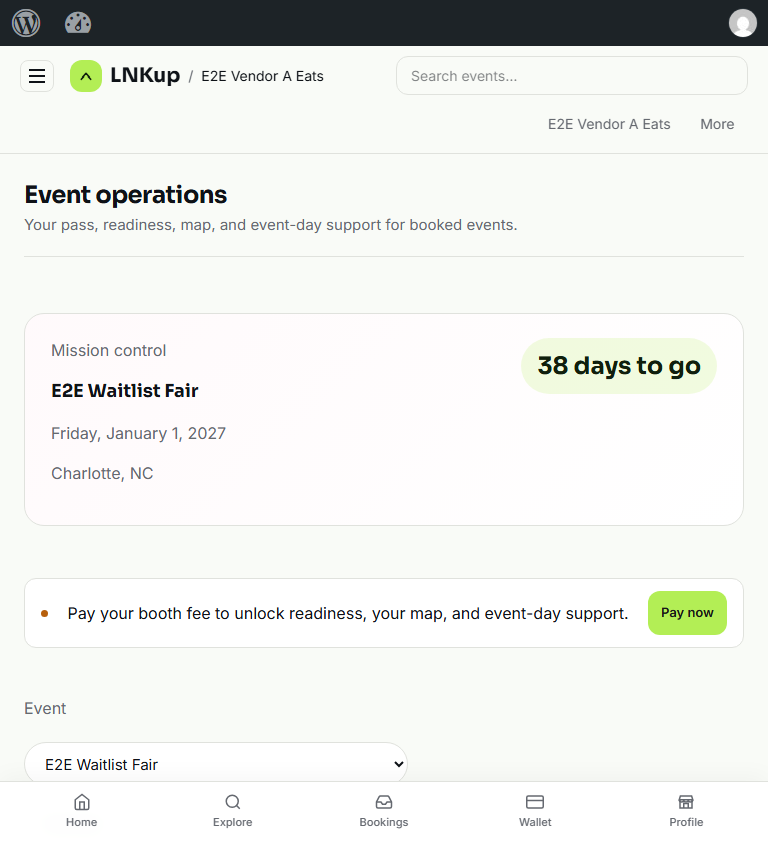 LNKup / E2E Vendor A Eats
Search events...
E2E Vendor A Eats More
Event operations
Your pass, readiness, map, and event-day support for booked events.
Mission control
38 days to go
E2E Waitlist Fair
Friday, January 1, 2027
Charlotte, NC
Pay your booth fee to unlock readiness, your map, and event-day support.
Pay now
Event
E2E Waitlist Fair
Home Explore Bookings Wallet Profile